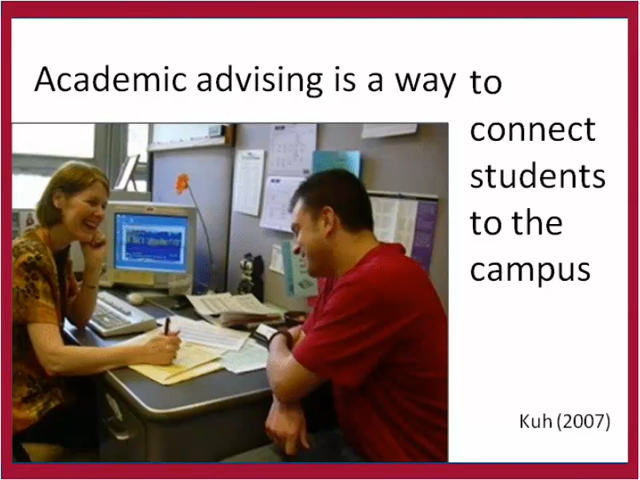 Academic advising is a way to
connect
students
to the
campus
Kuh (2007)